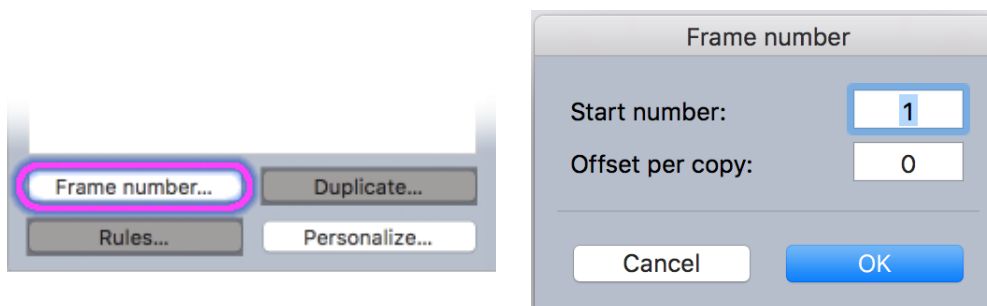 Frame number...
Duplicate...
Rules...
Personalize...
Frame number
Start number:
1
Offset per copy:
0
Cancel
OK